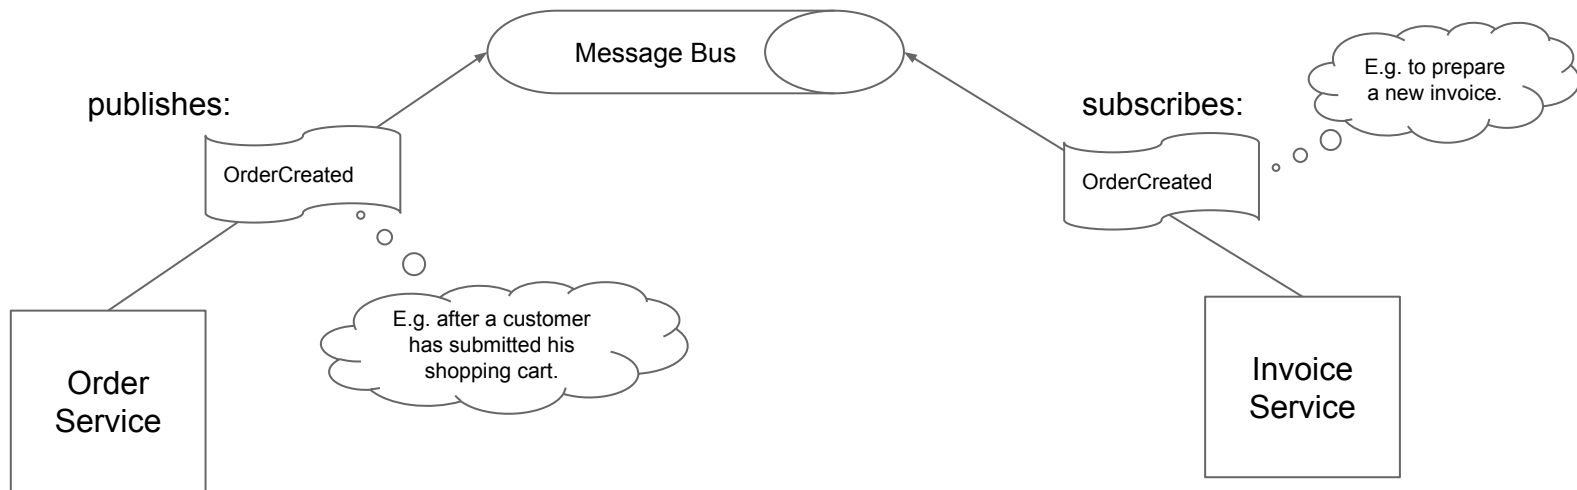 Message Bus
publishes:
OrderCreated
E.g. after a customer
has submitted his
shopping cart.
Order
Service
subscribes:
OrderCreated
E.g. to prepare
a new invoice.
Invoice
Service